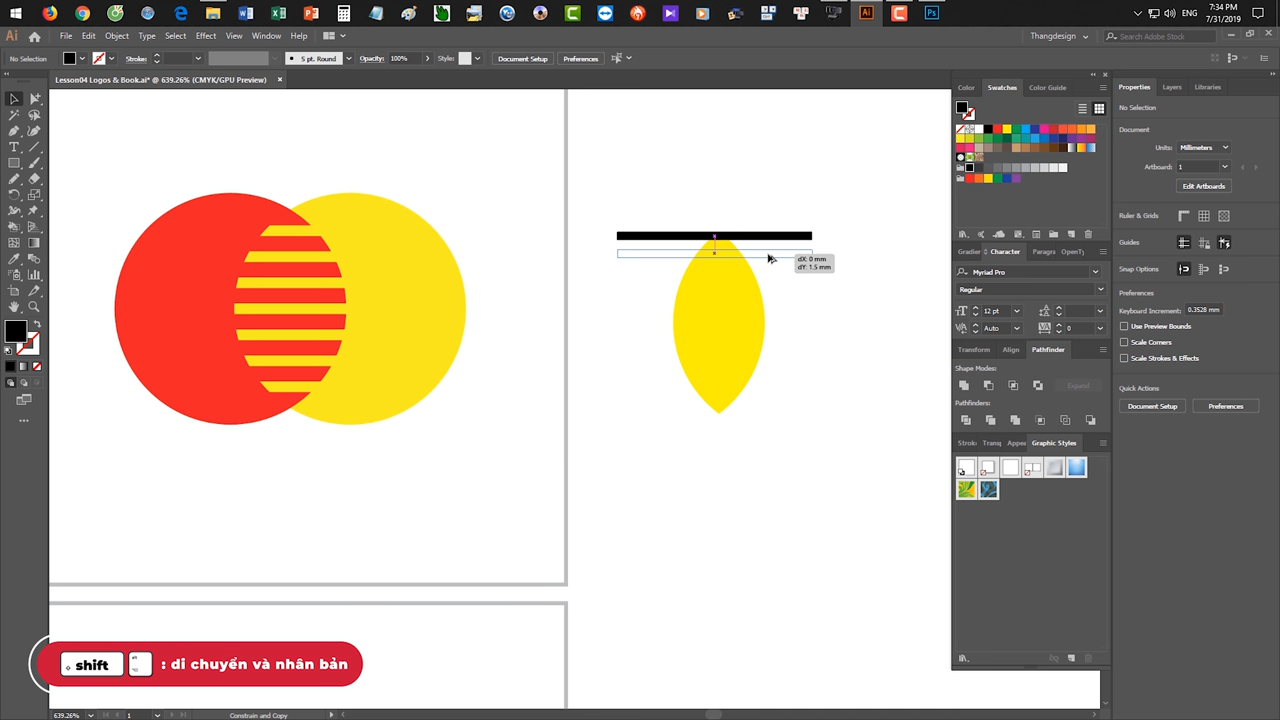 7:34 PM
ENG
7/31/2019
File Edit Object Type Select Effect View Window Help
Thangdesign
Search Adobe Stock
No Selection
Stroke:
5 pt. Round
Opacity: 100%
Style:
Document Setup
Preferences
Lesson04 Logos & Book.ai* @ 639.26% (CMYK/GPU Preview)
Color Swatches Color Guide
Properties Layers Libraries
No Selection
Document
Units: Millimeters
Artboard: 1
Edit Artboards
Ruler & Grids
Guides
Snap Options
Preferences
Keyboard Increment: 0.3528 mm
Use Preview Bounds
Scale Corners
Scale Strokes & Effects
Quick Actions
Document Setup
Preferences
Gradier Character Paragra OpenTy
Myriad Pro
Regular
12 pt
Auto
0
Transform Align Pathfinder
Shape Modes:
Expand
Pathfinders:
Stroke Transp Appea Graphic Styles
dX: 0 mm
dY: 1.5 mm
shift alt : di chuyển và nhân bản
639.26%
1
Constrain and Copy